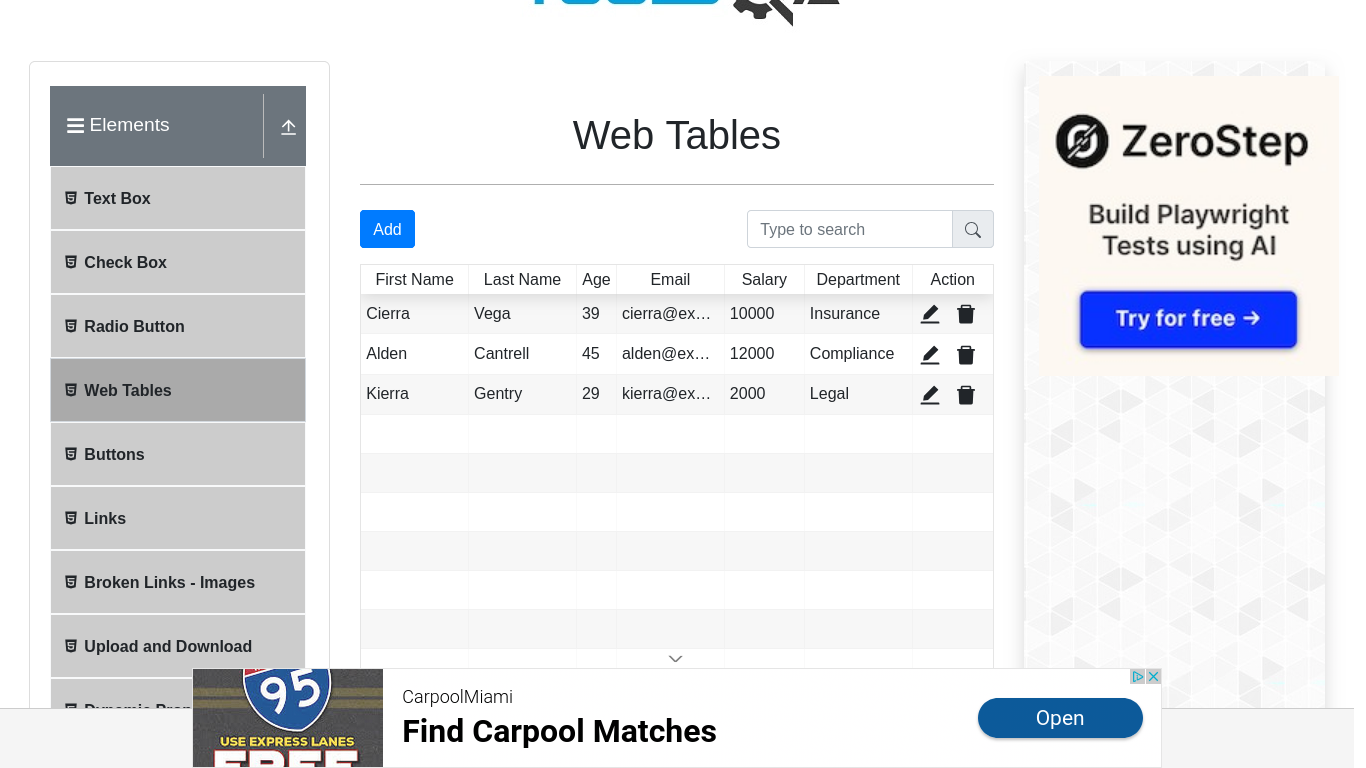 Elements
Text Box
Check Box
Radio Button
Web Tables
Buttons
Links
Broken Links - Images
Upload and Download
Web Tables
Add
Type to search
First Name Last Name Age Email Salary Department Action
Cierra Vega 39 cierra@ex… 10000 Insurance
Alden Cantrell 45 alden@ex… 12000 Compliance
Kierra Gentry 29 kierra@ex… 2000 Legal
ZeroStep
Build Playwright
Tests using AI
Try for free →
95
USE EXPRESS LANES
FREE
CarpoolMiami
Find Carpool Matches
Open